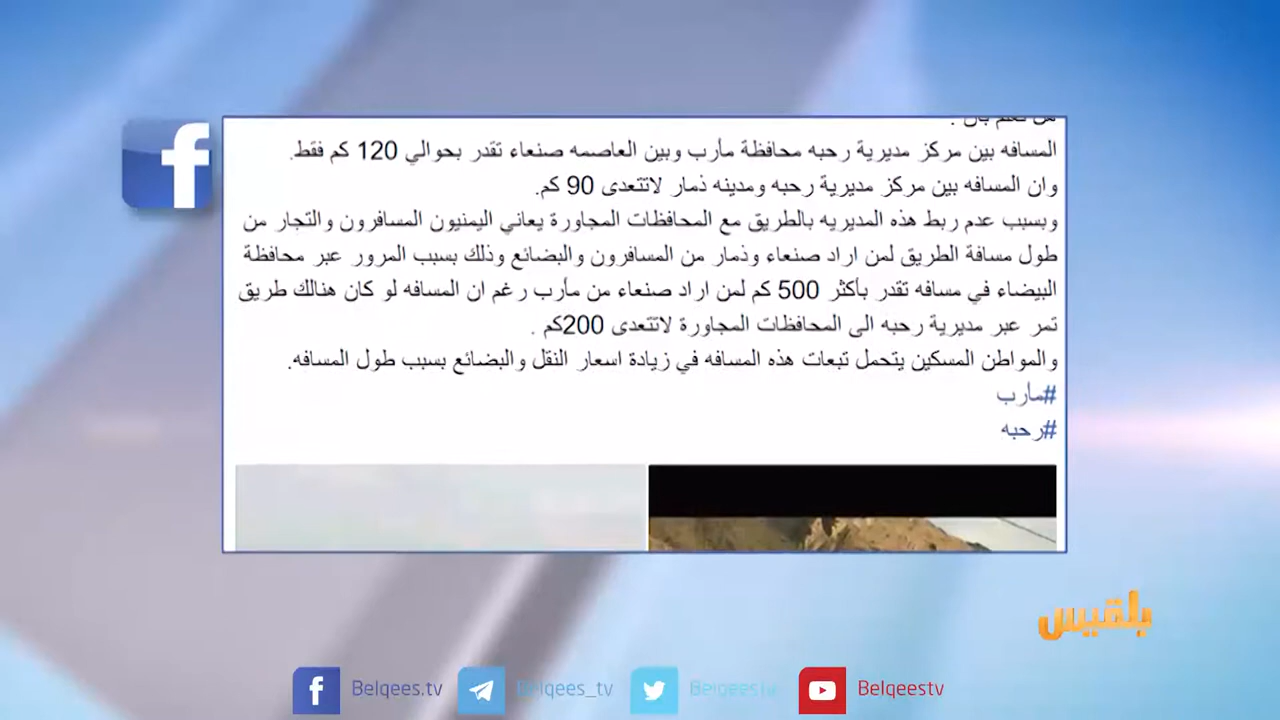 المسافه بين مركز مديرية رحبه محافظة مأرب وبين العاصمه صنعاء تقدر بحوالي 120 كم فقط.
وان المسافه بين مركز مديرية رحبه ومدينه ذمار لاتتعدى 90 كم.
وبسبب عدم ربط هذه المديريه بالطريق مع المحافظات المجاورة يعاني اليمنيون المسافرون والتجار من
طول مسافة الطريق لمن اراد صنعاء وذمار من المسافرون والبضائع وذلك بسبب المرور عبر محافظة
البيضاء في مسافه تقدر بأكثر 500 كم لمن اراد صنعاء من مأرب رغم ان المسافه لو كان هنالك طريق
تمر عبر مديرية رحبه الى المحافظات المجاورة لاتتعدى 200كم .
والمواطن المسكين يتحمل تبعات هذه المسافه في زيادة اسعار النقل والبضائع بسبب طول المسافه.
#مأرب
#رحبه
بلقيس
Belqees.tv Belqees_tv Belqeestv Belqeestv